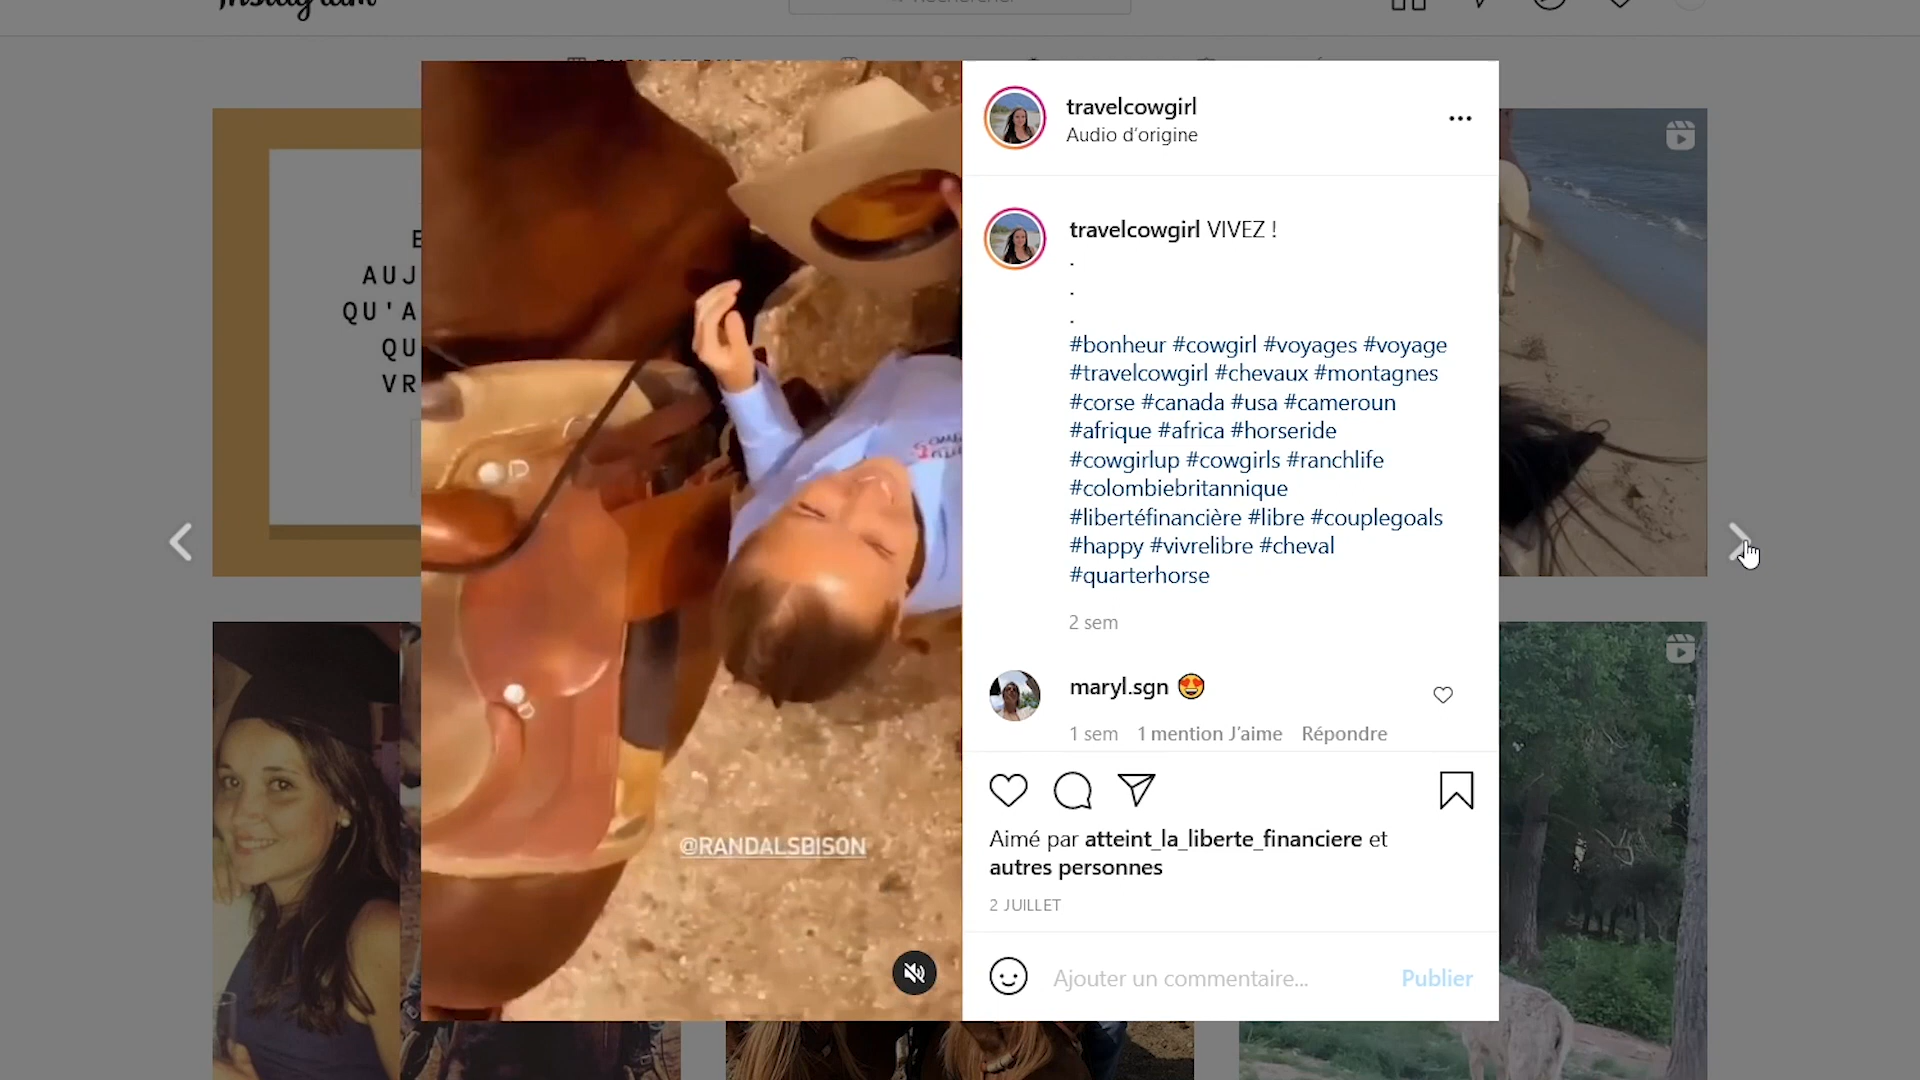 Instagram
Rechercher
E
AUJ
QU'A
QU
VR
@RANDALSBISON
travelcowgirl
Audio d'origine
travelcowgirl VIVEZ !
.
.
.
#bonheur #cowgirl #voyages #voyage
#travelcowgirl #chevaux #montagnes
#corse #canada #usa #cameroun
#afrique #africa #horseride
#cowgirlup #cowgirls #ranchlife
#colombiebritannique
#libertéfinancière #libre #couplegoals
#happy #vivrelibre #cheval
#quarterhorse
2 sem
maryl.sgn 😍
1 sem 1 mention J'aime Répondre
Aimé par atteint_la_liberte_financiere et
autres personnes
2 JUILLET
Ajouter un commentaire... Publier